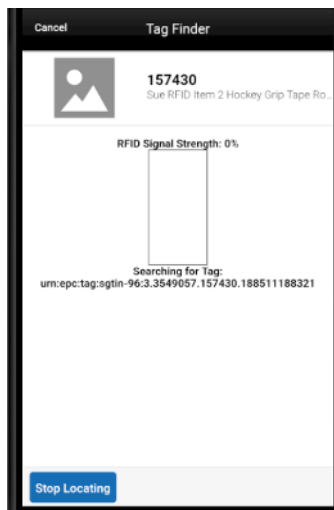 Cancel
Tag Finder
157430
Sue RFID Item 2 Hockey Grip Tape Ro...
RFID Signal Strength: 0%
Searching for Tag:
urn:epc:tag:sgtin-96:3.3549057.157430.188511188321
Stop Locating